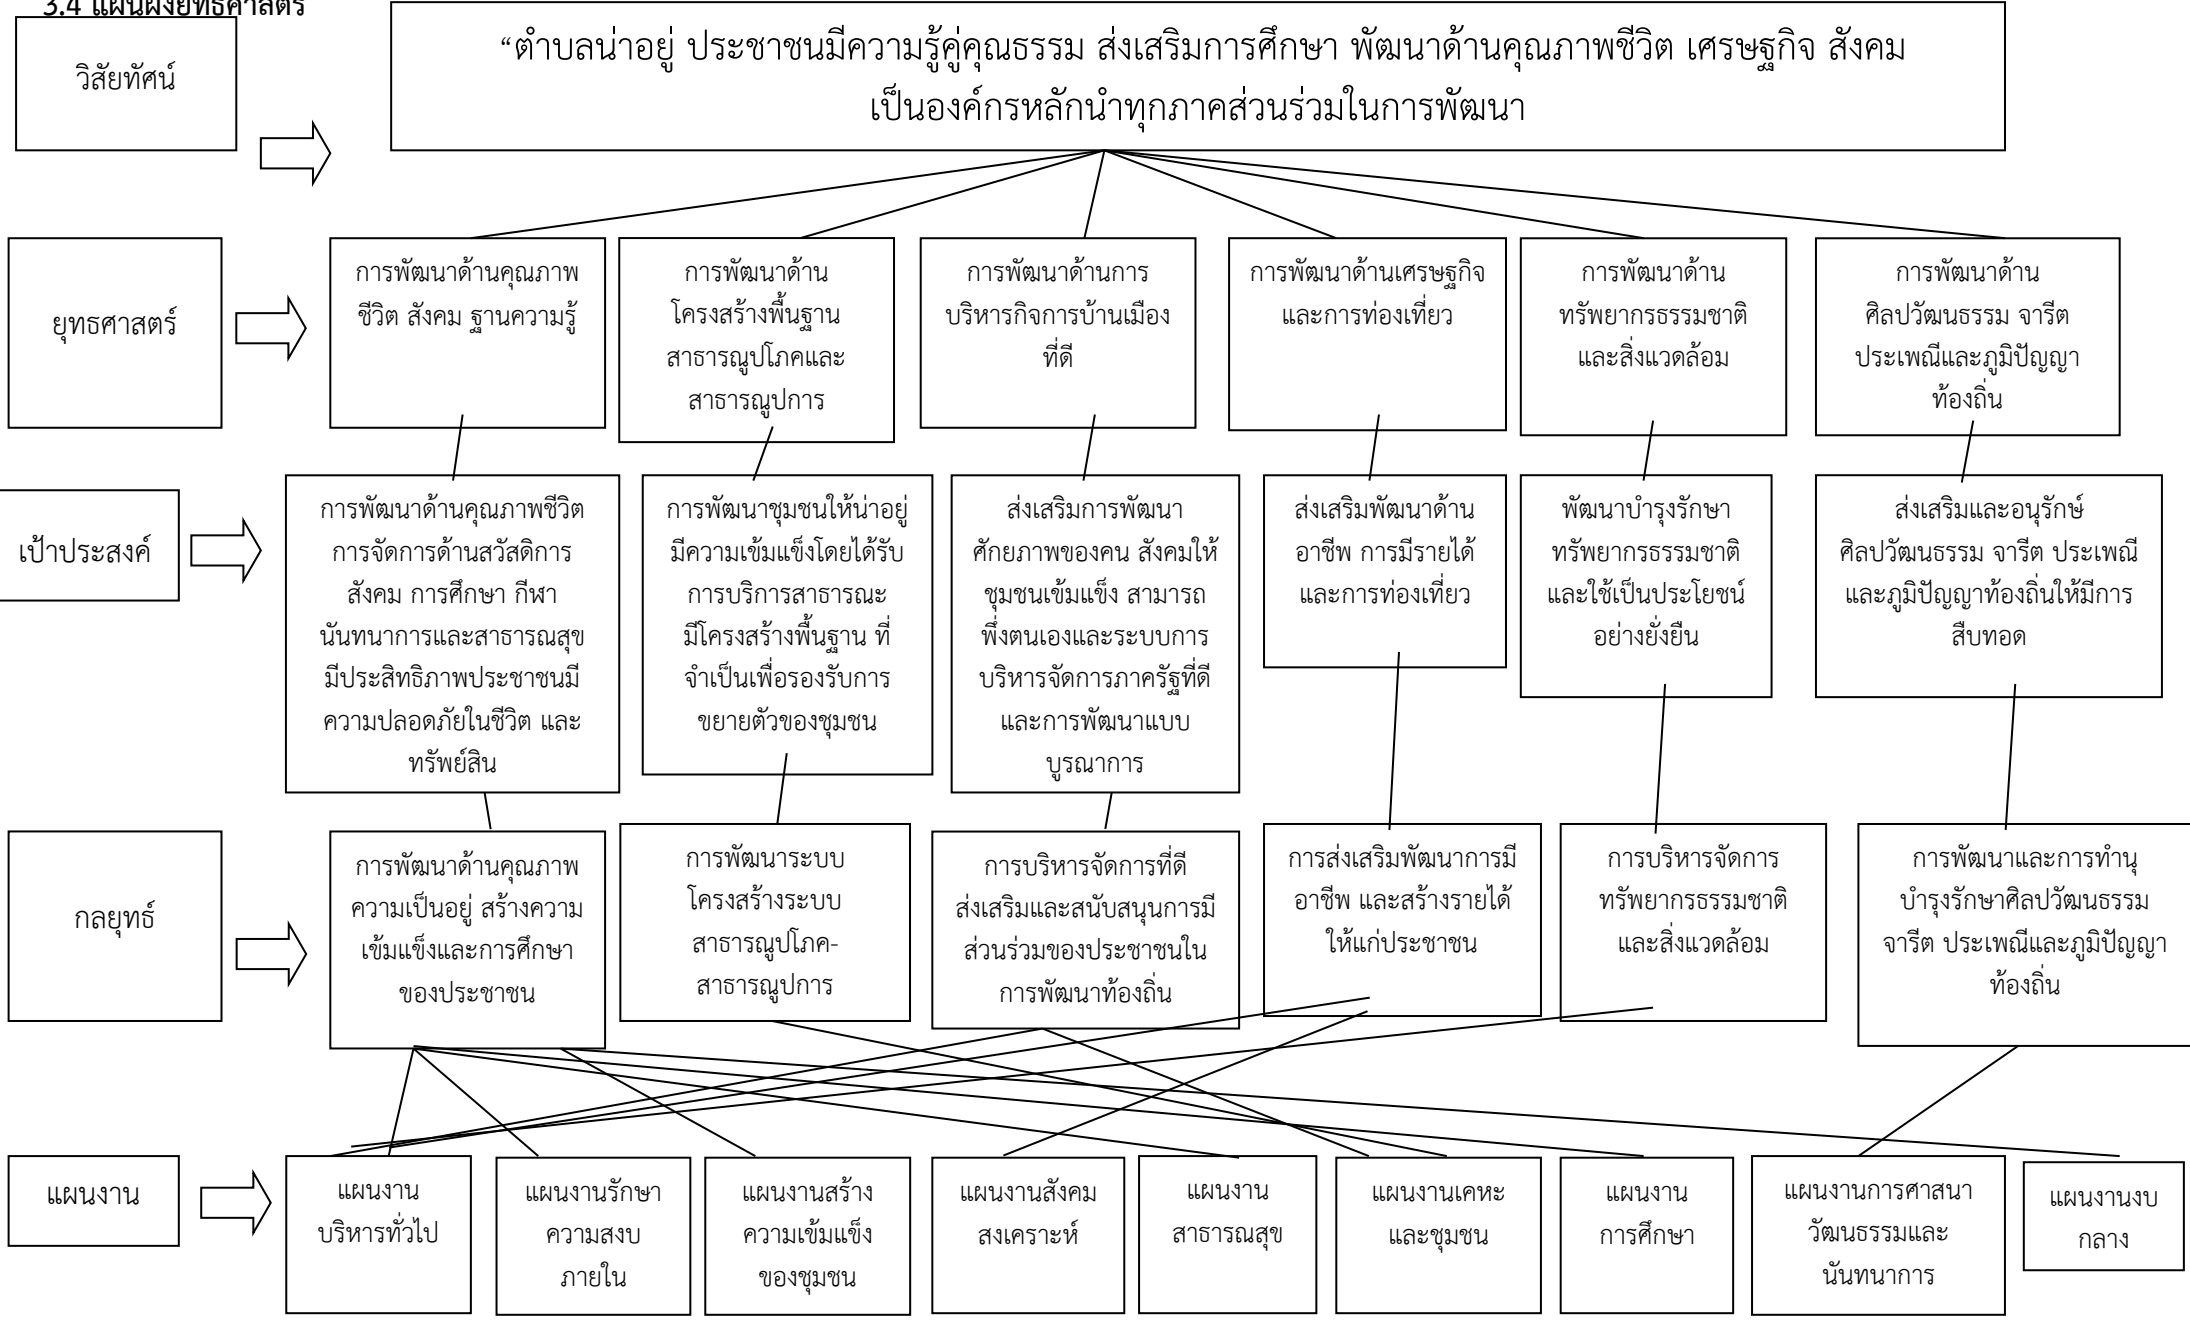 3.4 แผนผังยุทธศาสตร์
วิสัยทัศน์
“ตำบลน่าอยู่ ประชาชนมีความรู้คู่คุณธรรม ส่งเสริมการศึกษา พัฒนาด้านคุณภาพชีวิต เศรษฐกิจ สังคม
เป็นองค์กรหลักนำทุกภาคส่วนร่วมในการพัฒนา
ยุทธศาสตร์
การพัฒนาด้านคุณภาพ
ชีวิต สังคม ฐานความรู้
การพัฒนาด้าน
โครงสร้างพื้นฐาน
สาธารณูปโภคและ
สาธารณูปการ
การพัฒนาด้านการ
บริหารกิจการบ้านเมือง
ที่ดี
การพัฒนาด้านเศรษฐกิจ
และการท่องเที่ยว
การพัฒนาด้าน
ทรัพยากรธรรมชาติ
และสิ่งแวดล้อม
การพัฒนาด้าน
ศิลปวัฒนธรรม จารีต
ประเพณีและภูมิปัญญา
ท้องถิ่น
เป้าประสงค์
การพัฒนาด้านคุณภาพชีวิต
การจัดการด้านสวัสดิการ
สังคม การศึกษา กีฬา
นันทนาการและสาธารณสุข
มีประสิทธิภาพประชาชนมี
ความปลอดภัยในชีวิต และ
ทรัพย์สิน
การพัฒนาชุมชนให้น่าอยู่
มีความเข้มแข็งโดยได้รับ
การบริการสาธารณะ
มีโครงสร้างพื้นฐาน ที่
จำเป็นเพื่อรองรับการ
ขยายตัวของชุมชน
ส่งเสริมการพัฒนา
ศักยภาพของคน สังคมให้
ชุมชนเข้มแข็ง สามารถ
พึ่งตนเองและระบบการ
บริหารจัดการภาครัฐที่ดี
และการพัฒนาแบบ
บูรณาการ
ส่งเสริมพัฒนาด้าน
อาชีพ การมีรายได้
และการท่องเที่ยว
พัฒนาบำรุงรักษา
ทรัพยากรธรรมชาติ
และใช้เป็นประโยชน์
อย่างยั่งยืน
ส่งเสริมและอนุรักษ์
ศิลปวัฒนธรรม จารีต ประเพณี
และภูมิปัญญาท้องถิ่นให้มีการ
สืบทอด
กลยุทธ์
การพัฒนาด้านคุณภาพ
ความเป็นอยู่ สร้างความ
เข้มแข็งและการศึกษา
ของประชาชน
การพัฒนาระบบ
โครงสร้างระบบ
สาธารณูปโภค-
สาธารณูปการ
การบริหารจัดการที่ดี
ส่งเสริมและสนับสนุนการมี
ส่วนร่วมของประชาชนใน
การพัฒนาท้องถิ่น
การส่งเสริมพัฒนาการมี
อาชีพ และสร้างรายได้
ให้แก่ประชาชน
การบริหารจัดการ
ทรัพยากรธรรมชาติ
และสิ่งแวดล้อม
การพัฒนาและการทำนุ
บำรุงรักษาศิลปวัฒนธรรม
จารีต ประเพณีและภูมิปัญญา
ท้องถิ่น
แผนงาน
แผนงาน
บริหารทั่วไป
แผนงานรักษา
ความสงบ
ภายใน
แผนงานสร้าง
ความเข้มแข็ง
ของชุมชน
แผนงานสังคม
สงเคราะห์
แผนงาน
สาธารณสุข
แผนงานเคหะ
และชุมชน
แผนงาน
การศึกษา
แผนงานการศาสนา
วัฒนธรรมและ
นันทนาการ
แผนงานงบ
กลาง